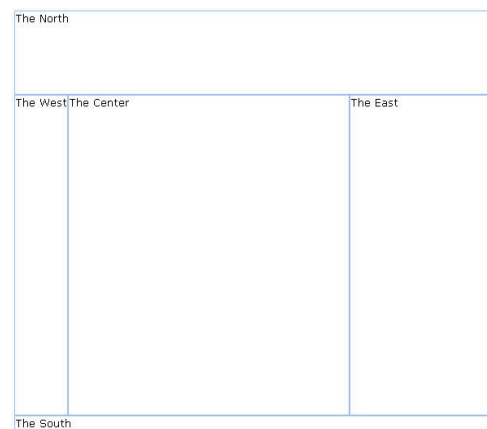 The North
The West
The Center
The East
The South